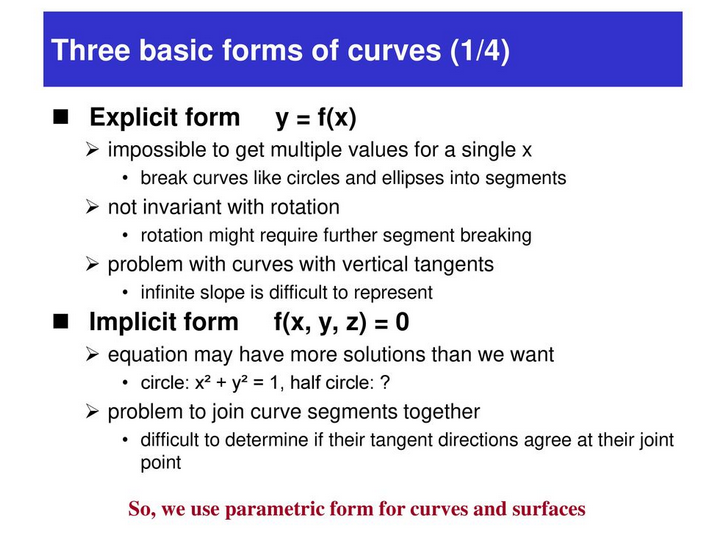 Three basic forms of curves (1/4)
■ Explicit form y = f(x)
➢ impossible to get multiple values for a single x
• break curves like circles and ellipses into segments
➢ not invariant with rotation
• rotation might require further segment breaking
➢ problem with curves with vertical tangents
• infinite slope is difficult to represent
■ Implicit form f(x, y, z) = 0
➢ equation may have more solutions than we want
• circle: x² + y² = 1, half circle: ?
➢ problem to join curve segments together
• difficult to determine if their tangent directions agree at their joint
point
So, we use parametric form for curves and surfaces